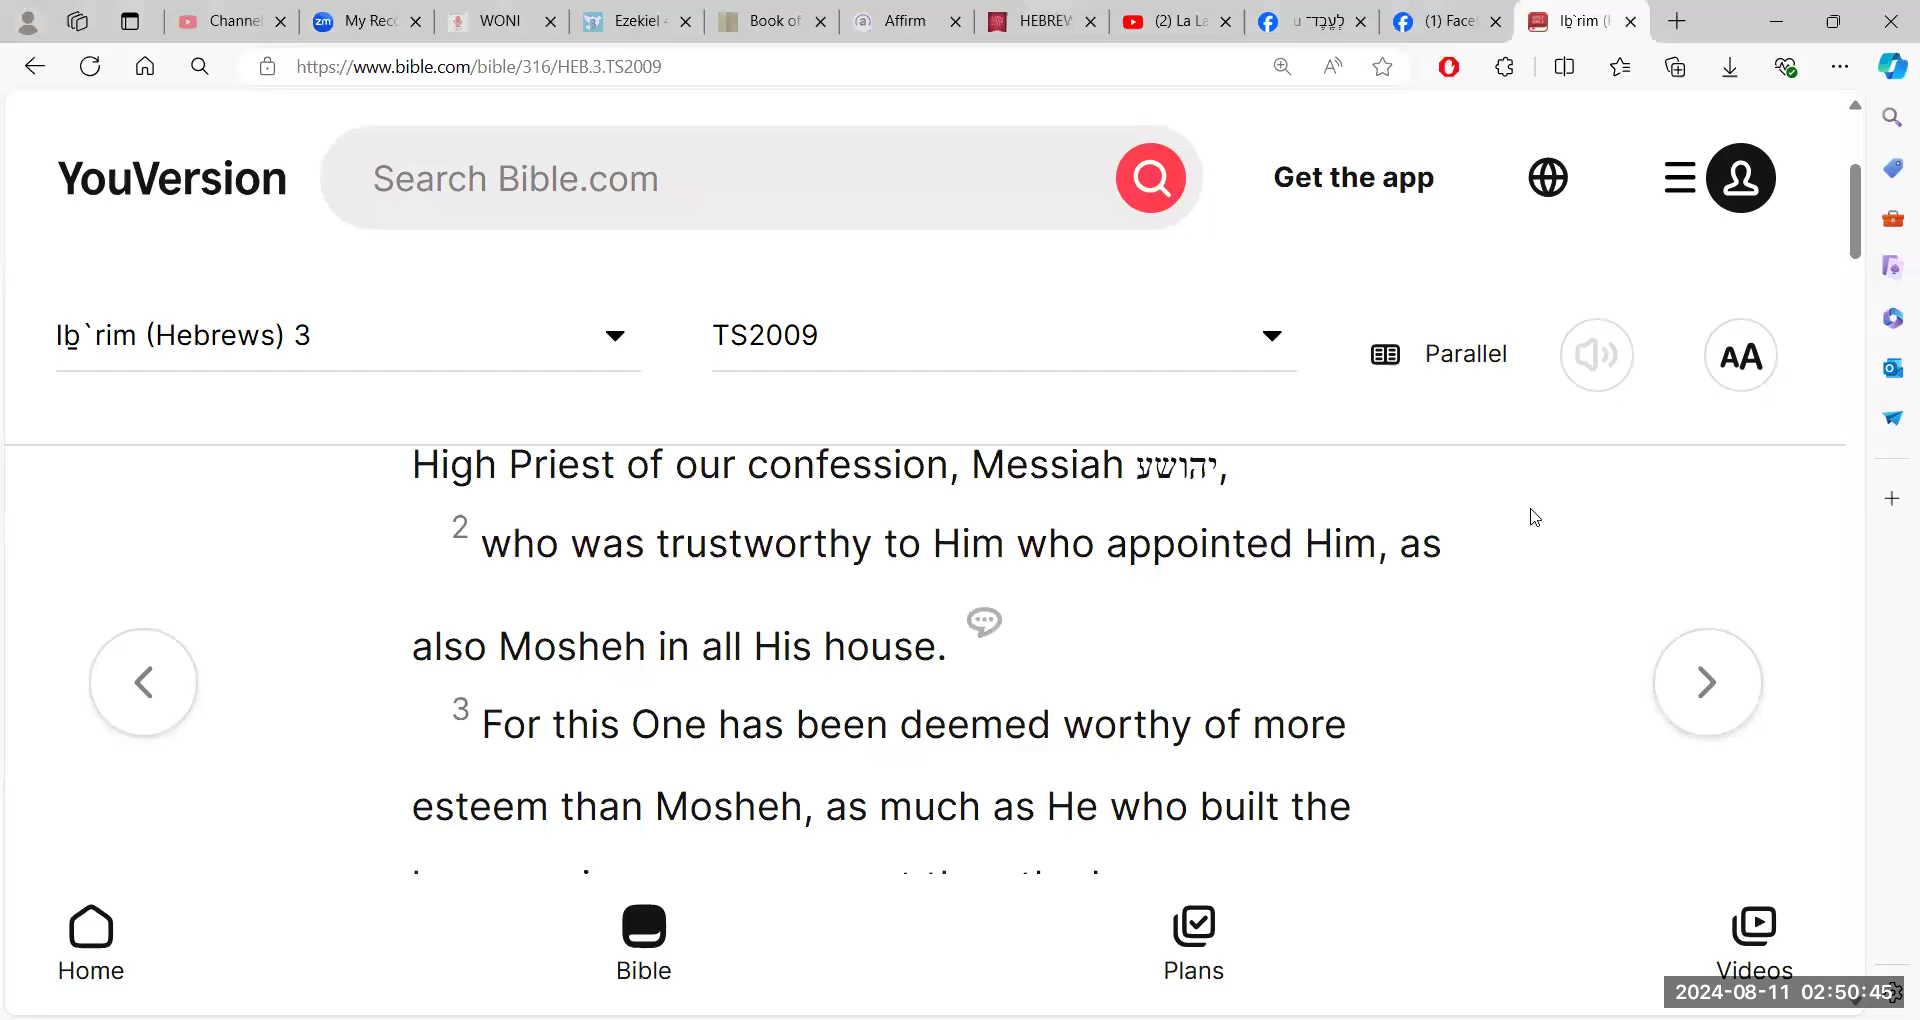 Channe
My Rec
WONI
Ezekiel
Book of
Affirm
HEBREW
(2) La La
לְעֻבְדּ u
(1) Face
Iḇ`rim (
https://www.bible.com/bible/316/HEB.3.TS2009
YouVersion
Search Bible.com
Get the app
Iḇ`rim (Hebrews) 3
TS2009
Parallel
AA
High Priest of our confession, Messiah יהושע,
2 who was trustworthy to Him who appointed Him, as
also Mosheh in all His house.
3 For this One has been deemed worthy of more
esteem than Mosheh, as much as He who built the
Home
Bible
Plans
Videos
2024-08-11 02:50:45